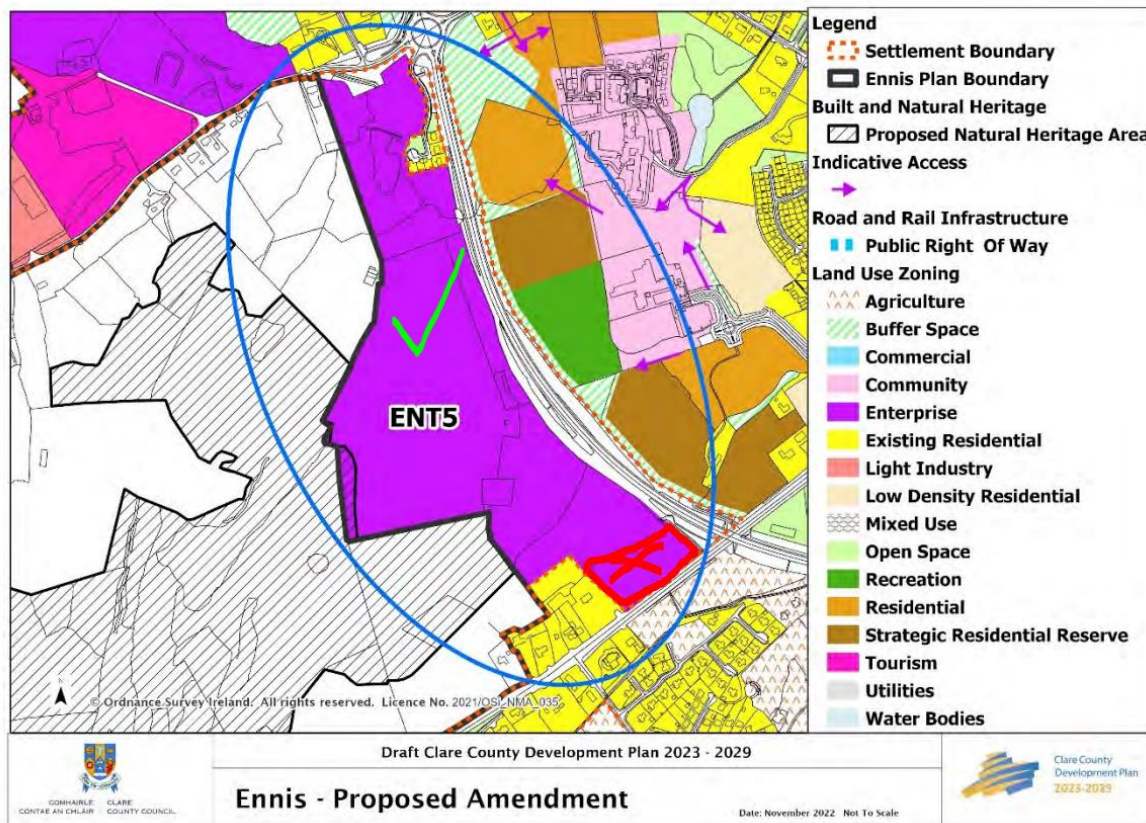 Legend
Settlement Boundary
Ennis Plan Boundary
Built and Natural Heritage
Proposed Natural Heritage Area
Indicative Access
Road and Rail Infrastructure
Public Right Of Way
Land Use Zoning
Agriculture
Buffer Space
Commercial
Community
Enterprise
Existing Residential
Light Industry
Low Density Residential
Mixed Use
Open Space
Recreation
Residential
Strategic Residential Reserve
Tourism
Utilities
Water Bodies
ENT5
© Ordnance Survey Ireland. All rights reserved. Licence No. 2021/OSi_NMA_035
COMHAIRLE CONTAE AN CHLÁIR
CLARE COUNTY COUNCIL
Draft Clare County Development Plan 2023 - 2029
Ennis - Proposed Amendment
Date: November 2022 Not To Scale
Clare County
Development Plan
2023-2029